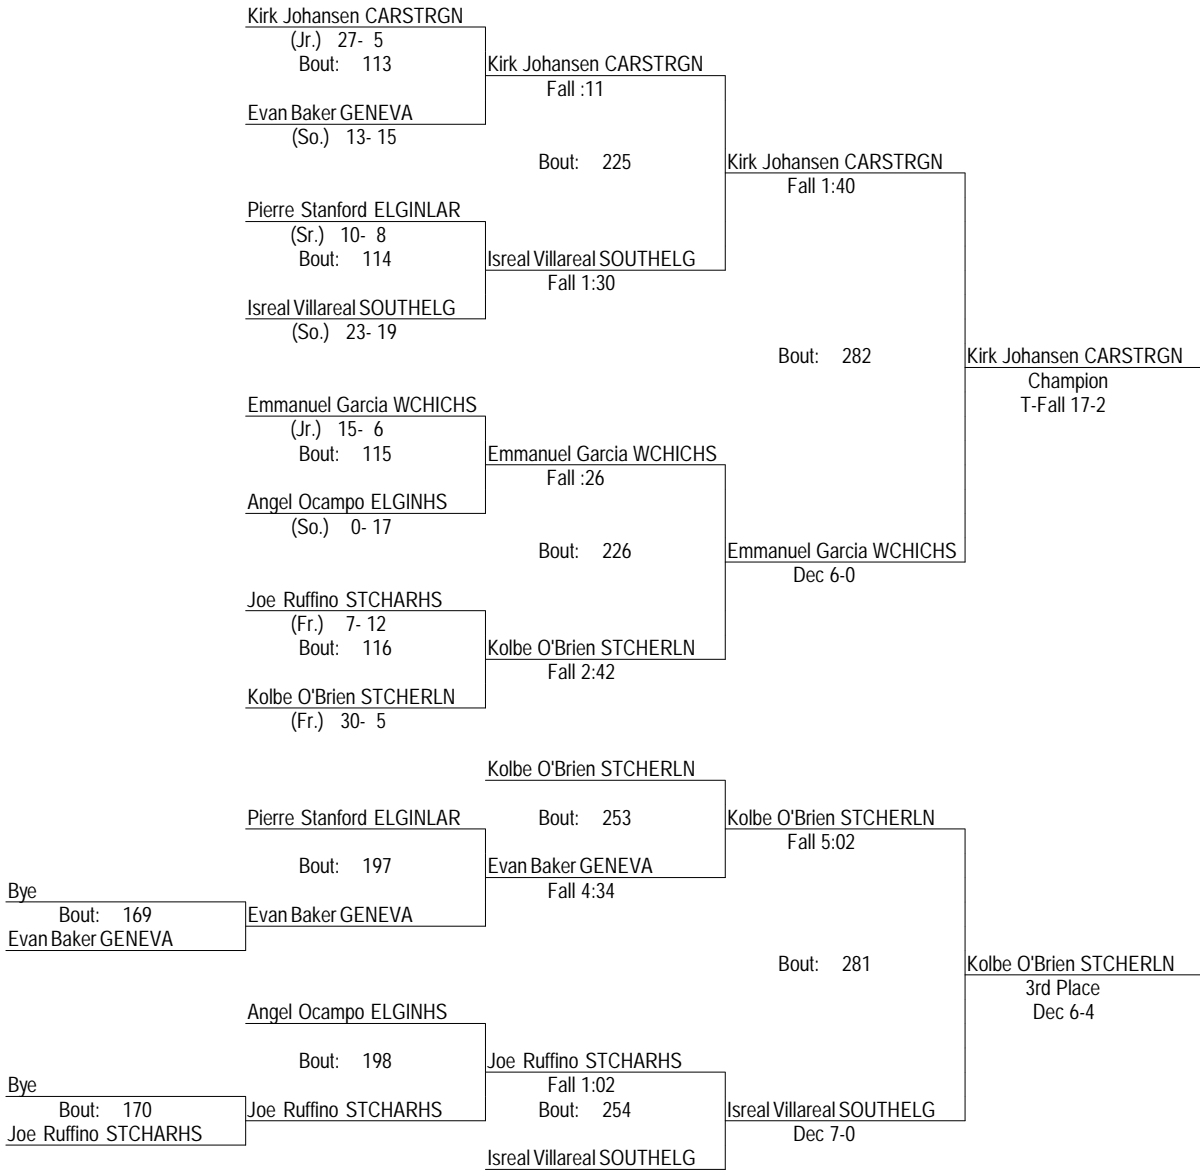 Kirk Johansen CARSTRGN
(Jr.) 27- 5
Bout: 113
Kirk Johansen CARSTRGN
Fall :11
Evan Baker GENEVA
(So.) 13- 15
Bout: 225
Kirk Johansen CARSTRGN
Fall 1:40
Pierre Stanford ELGINLAR
(Sr.) 10- 8
Bout: 114
Isreal Villareal SOUTHELG
Fall 1:30
Isreal Villareal SOUTHELG
(So.) 23- 19
Bout: 282
Kirk Johansen CARSTRGN
Champion
T-Fall 17-2
Emmanuel Garcia WCHICHS
(Jr.) 15- 6
Bout: 115
Emmanuel Garcia WCHICHS
Fall :26
Angel Ocampo ELGINHS
(So.) 0- 17
Bout: 226
Emmanuel Garcia WCHICHS
Dec 6-0
Joe Ruffino STCHARHS
(Fr.) 7- 12
Bout: 116
Kolbe O'Brien STCHERLN
Fall 2:42
Kolbe O'Brien STCHERLN
(Fr.) 30- 5
Kolbe O'Brien STCHERLN
Pierre Stanford ELGINLAR
Bout: 253
Kolbe O'Brien STCHERLN
Fall 5:02
Bout: 197
Evan Baker GENEVA
Fall 4:34
Bye
Bout: 169
Evan Baker GENEVA
Evan Baker GENEVA
Bout: 281
Kolbe O'Brien STCHERLN
3rd Place
Dec 6-4
Angel Ocampo ELGINHS
Bout: 198
Joe Ruffino STCHARHS
Fall 1:02
Bye
Bout: 170
Joe Ruffino STCHARHS
Bout: 254
Isreal Villareal SOUTHELG
Dec 7-0
Joe Ruffino STCHARHS
Isreal Villareal SOUTHELG